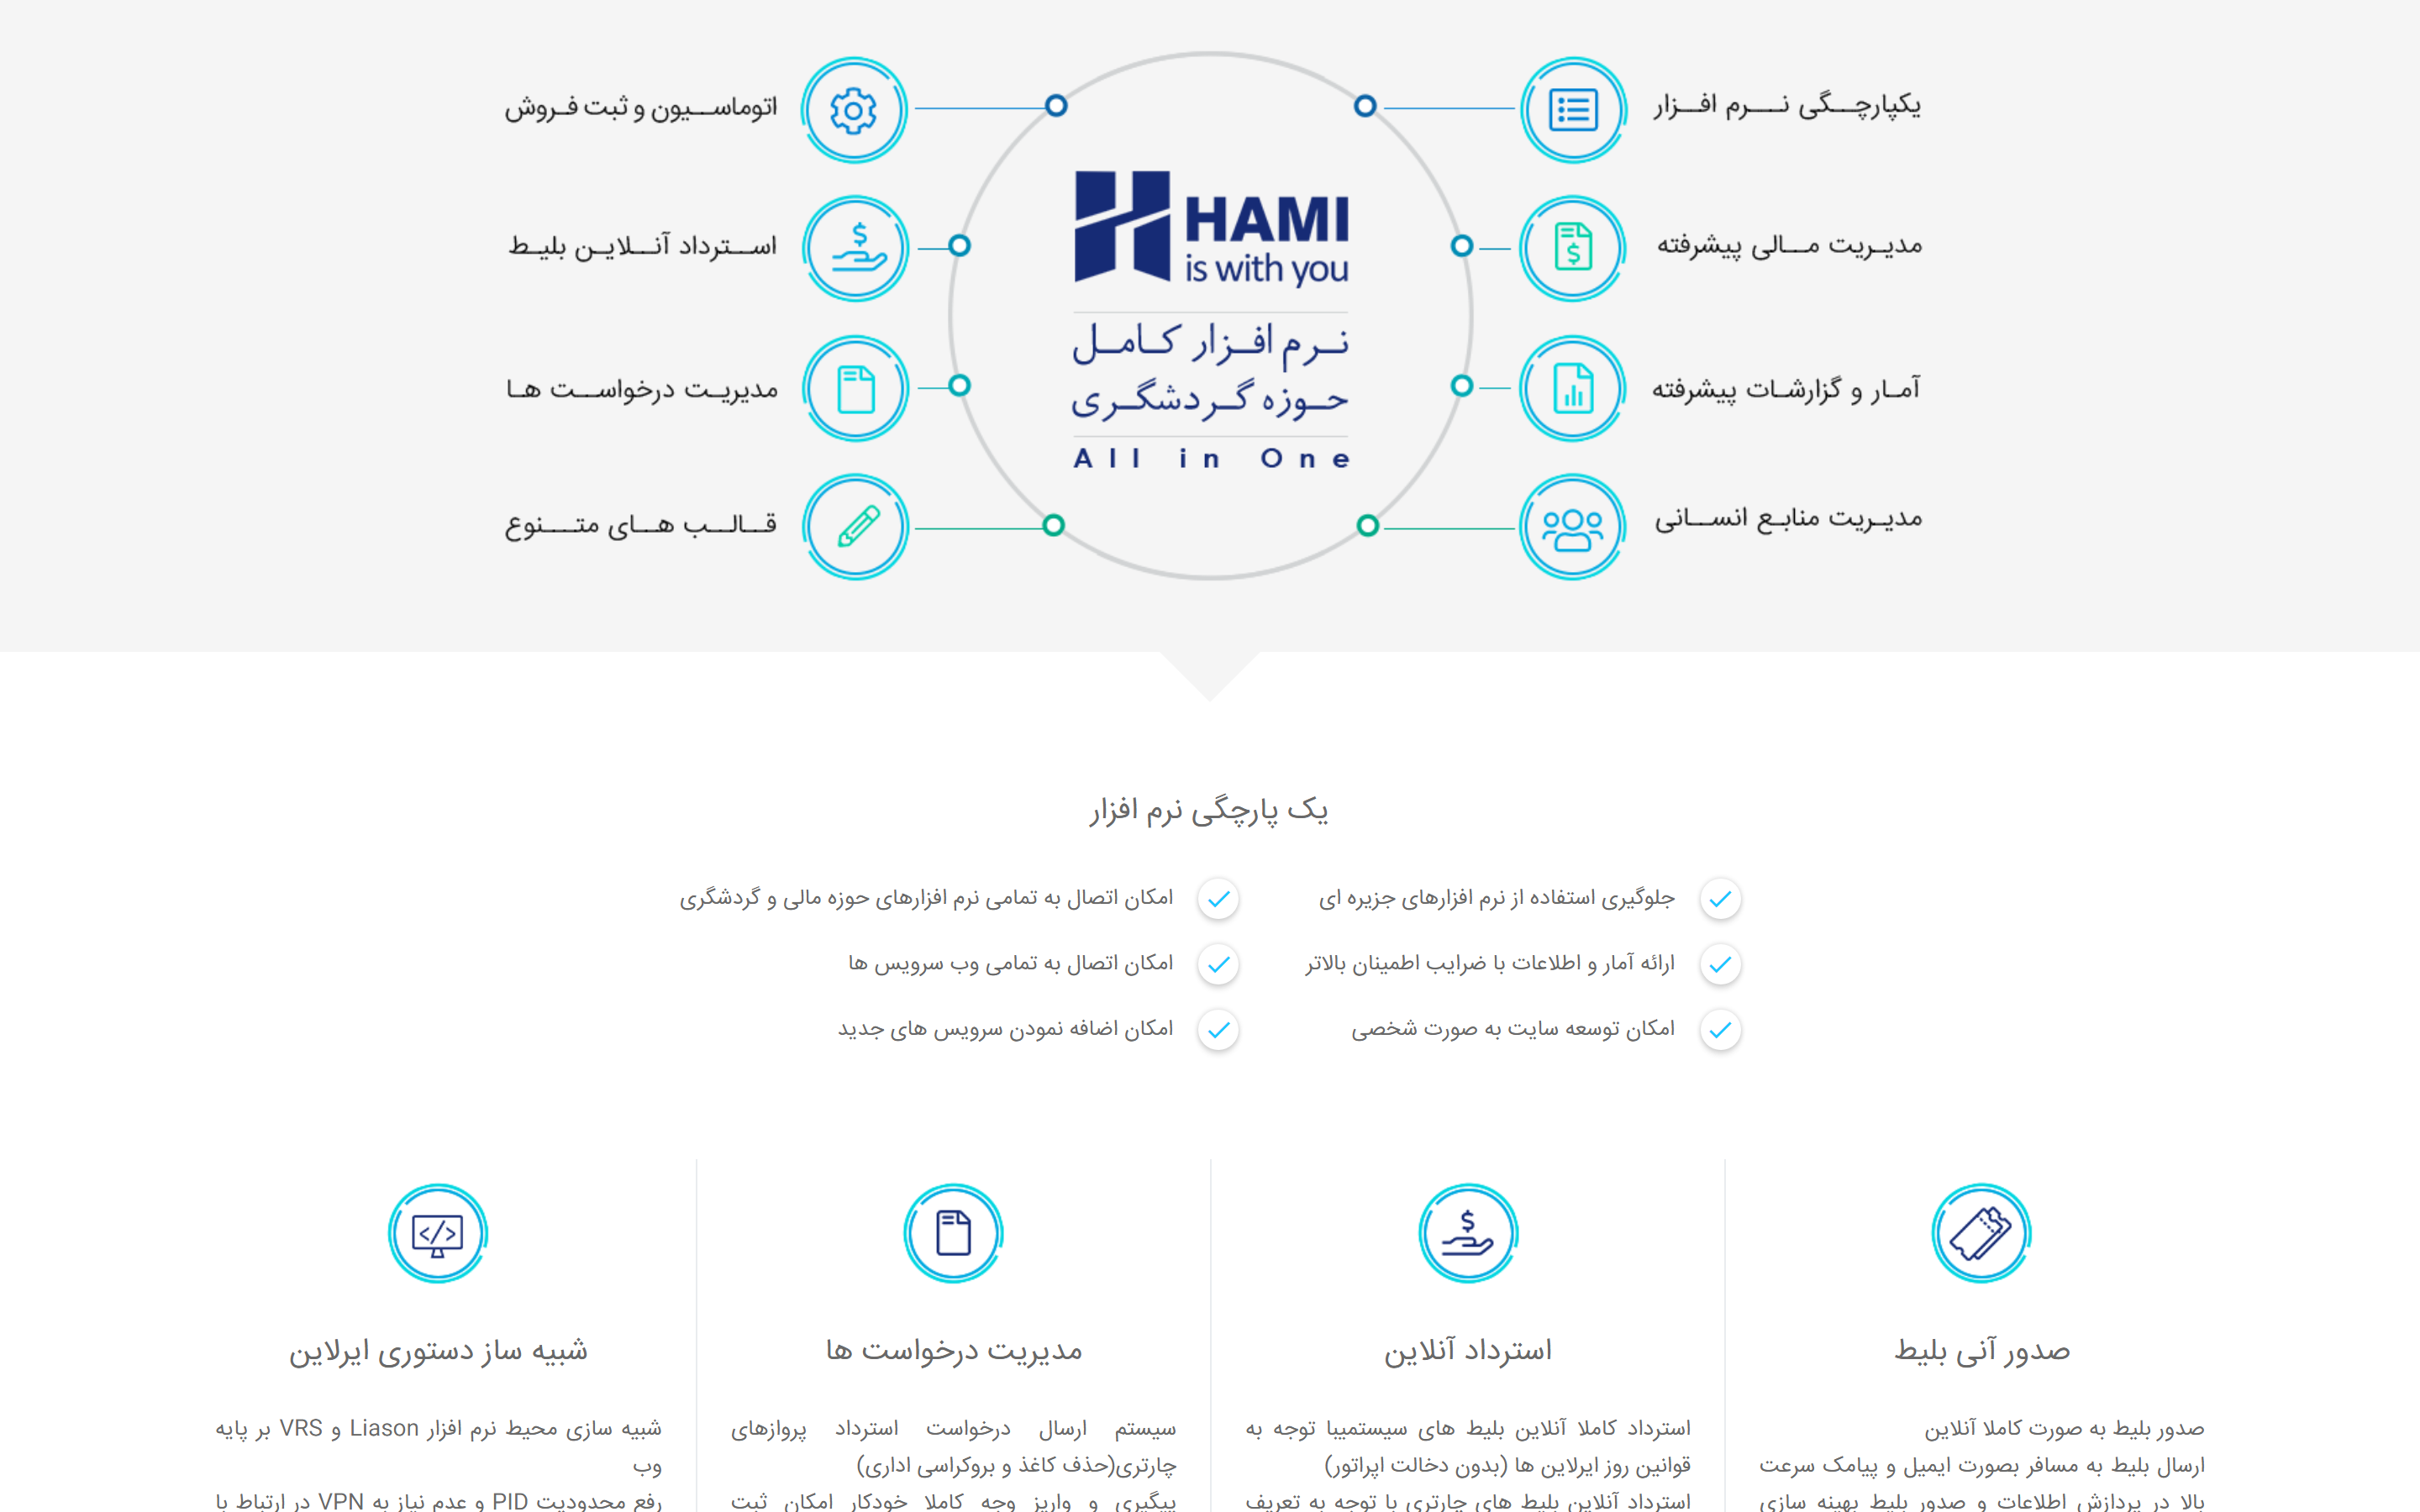 یکپارچگی نرم افزار
مدیریت مالی پیشرفته
آمار و گزارشات پیشرفته
مدیریت منابع انسانی
HAMI
is with you
نرم افزار کامل
حوزه گردشگری
All in One
اتوماسیون و ثبت فروش
استرداد آنلاین بلیط
مدیریت درخواست ها
قالب های متنوع
یک پارچگی نرم افزار
جلوگیری استفاده از نرم افزارهای جزیره ای
امکان اتصال به تمامی نرم افزارهای حوزه مالی و گردشگری
ارائه آمار و اطلاعات با ضرایب اطمینان بالاتر
امکان اتصال به تمامی وب سرویس ها
امکان توسعه سایت به صورت شخصی
امکان اضافه نمودن سرویس های جدید
صدور آنی بلیط
صدور بلیط به صورت کاملا آنلاین
ارسال بلیط به مسافر بصورت ایمیل و پیامک سرعت
بالا در پردازش اطلاعات و صدور بلیط بهینه سازی
استرداد آنلاین
استرداد کاملا آنلاین بلیط های سیستمیبا توجه به
قوانین روز ایرلاین ها (بدون دخالت اپراتور)
استرداد آنلاین بلیط های چارتری با توجه به تعریف
مدیریت درخواست ها
سیستم ارسال درخواست استرداد پروازهای
چارتری(حذف کاغذ و بروکراسی اداری)
پیگیری و واریز وجه کاملا خودکار امکان ثبت
شبیه ساز دستوری ایرلاین
شبیه سازی محیط نرم افزار Liason و VRS بر پایه
وب
رفع محدودیت PID و عدم نیاز به VPN در ارتباط با